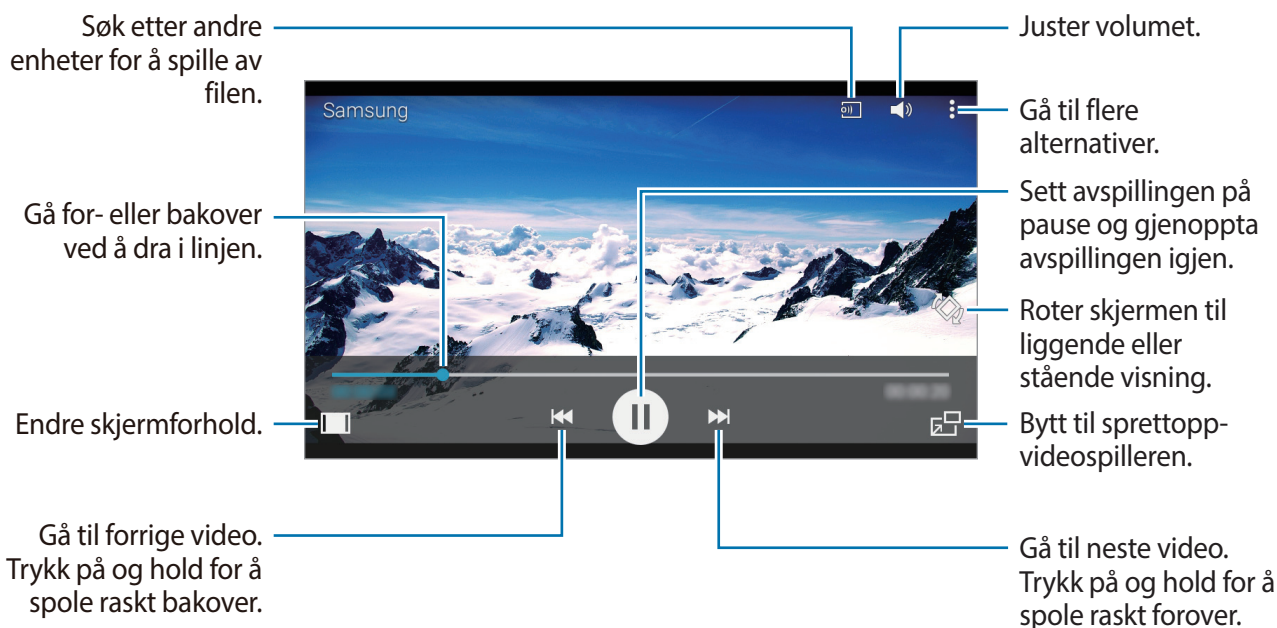 Søk etter andre
enheter for å spille av
filen.
Gå for- eller bakover
ved å dra i linjen.
Endre skjermforhold.
Gå til forrige video.
Trykk på og hold for å
spole raskt bakover.
Samsung
Juster volumet.
Gå til flere
alternativer.
Sett avspillingen på
pause og gjenoppta
avspillingen igjen.
Roter skjermen til
liggende eller
stående visning.
Bytt til sprettopp-
videospilleren.
Gå til neste video.
Trykk på og hold for å
spole raskt forover.